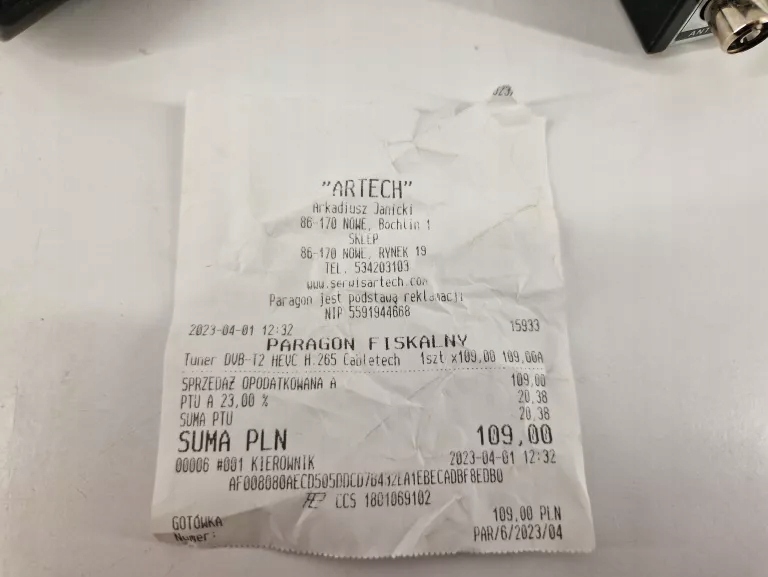 "ARTECH"
Arkadiusz Janicki
86-170 NOWE, Bochlin 1
SKLEP
86-170 NOWE, RYNEK 19
TEL. 534203103
www.serwisartech.com
Paragon jest podstawą reklamacji
NIP 5591944668
2023-04-01 12:32 15933
PARAGON FISKALNY
Tuner DVB-T2 HEVC H.265 Cabletech 1szt x109,00 109,00A
SPRZEDAŻ OPODATKOWANA A 109,00
PTU A 23,00 % 20,38
SUMA PTU 20,38
SUMA PLN 109,00
00006 #001 KIEROWNIK 2023-04-01 12:32
CCS 1801069102
GOTÓWKA 109,00 PLN
Numer: PAR/6/2023/04